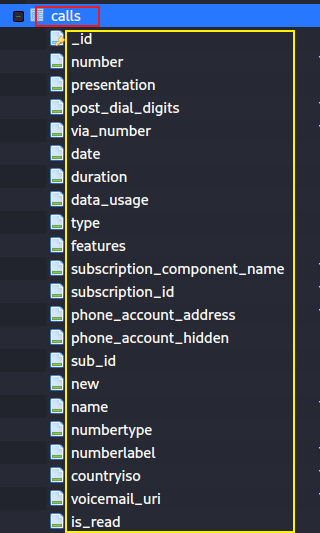 calls
_id
number
presentation
post_dial_digits
via_number
date
duration
data_usage
type
features
subscription_component_name
subscription_id
phone_account_address
phone_account_hidden
sub_id
new
name
numbertype
numberlabel
countryiso
voicemail_uri
is_read